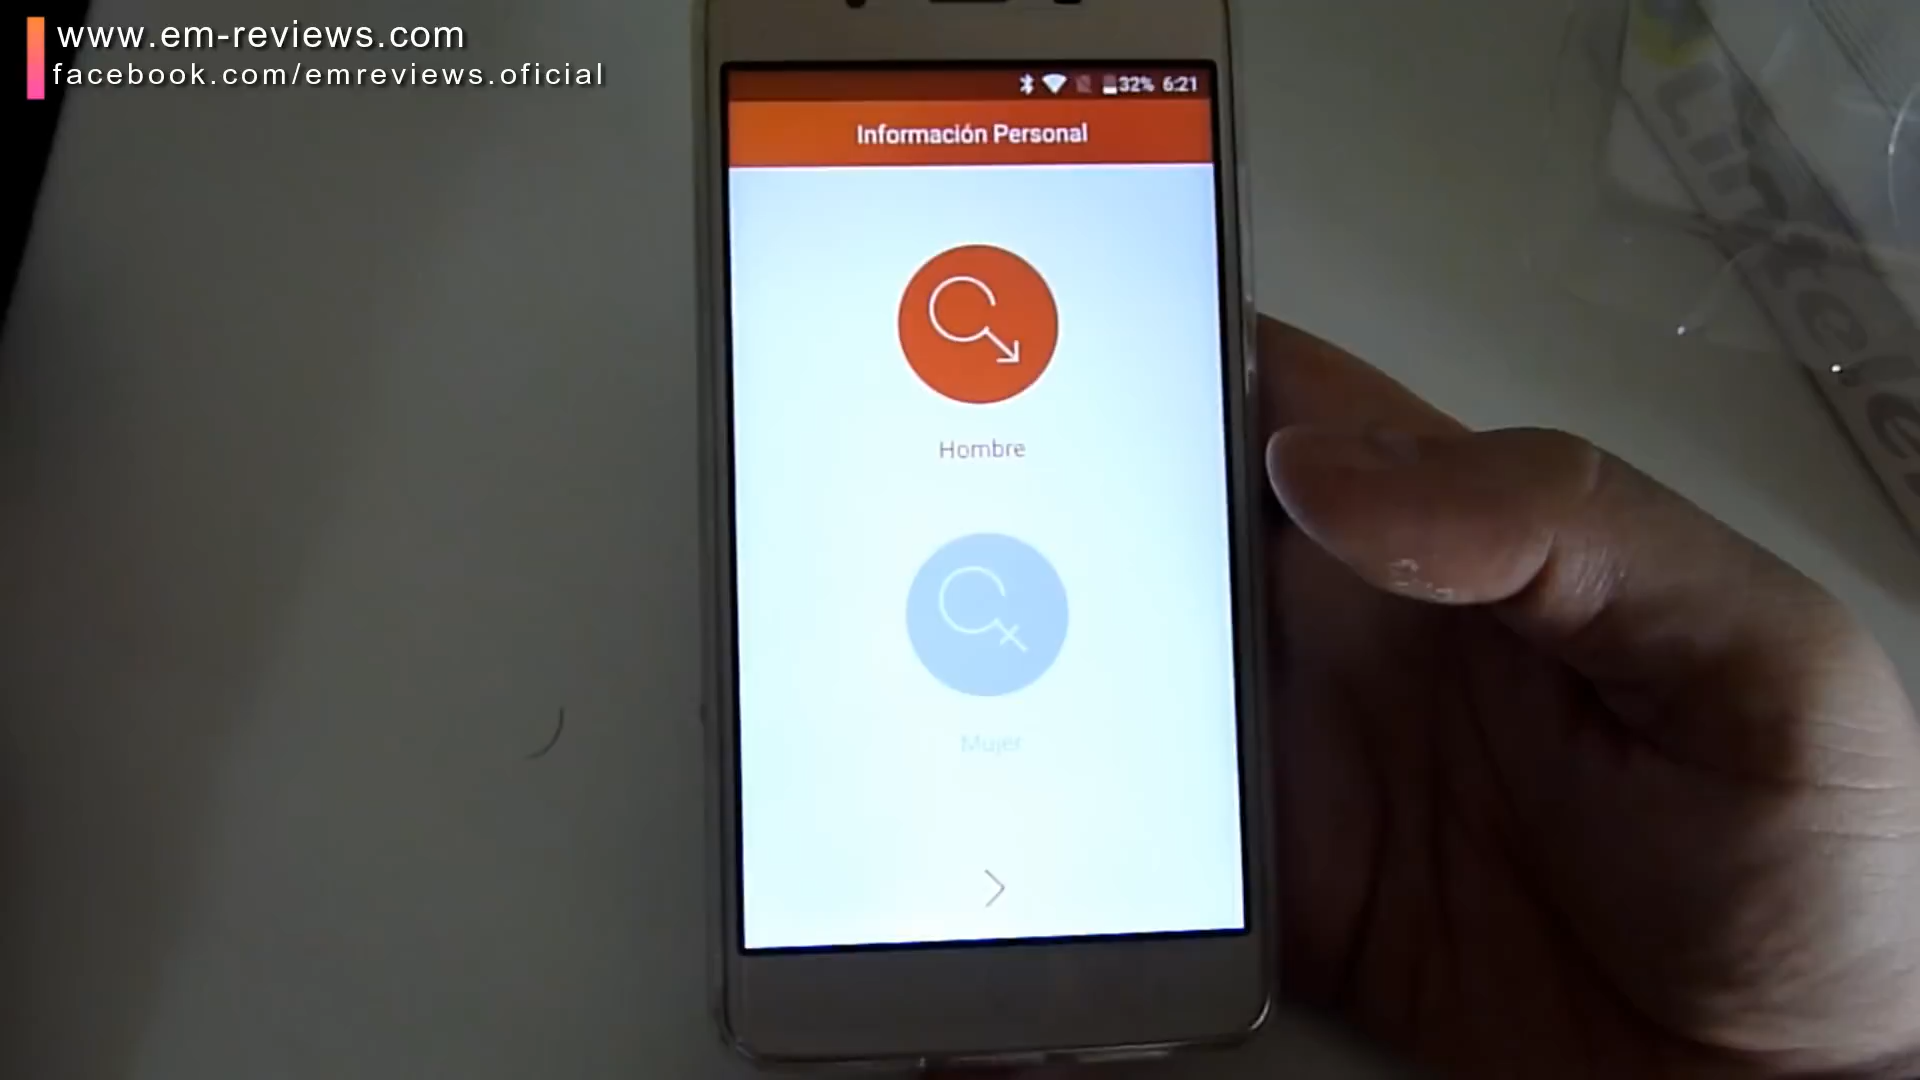 www.em-reviews.com
facebook.com/emreviews.oficial
32% 6:21
Información Personal
Hombre
Mujer